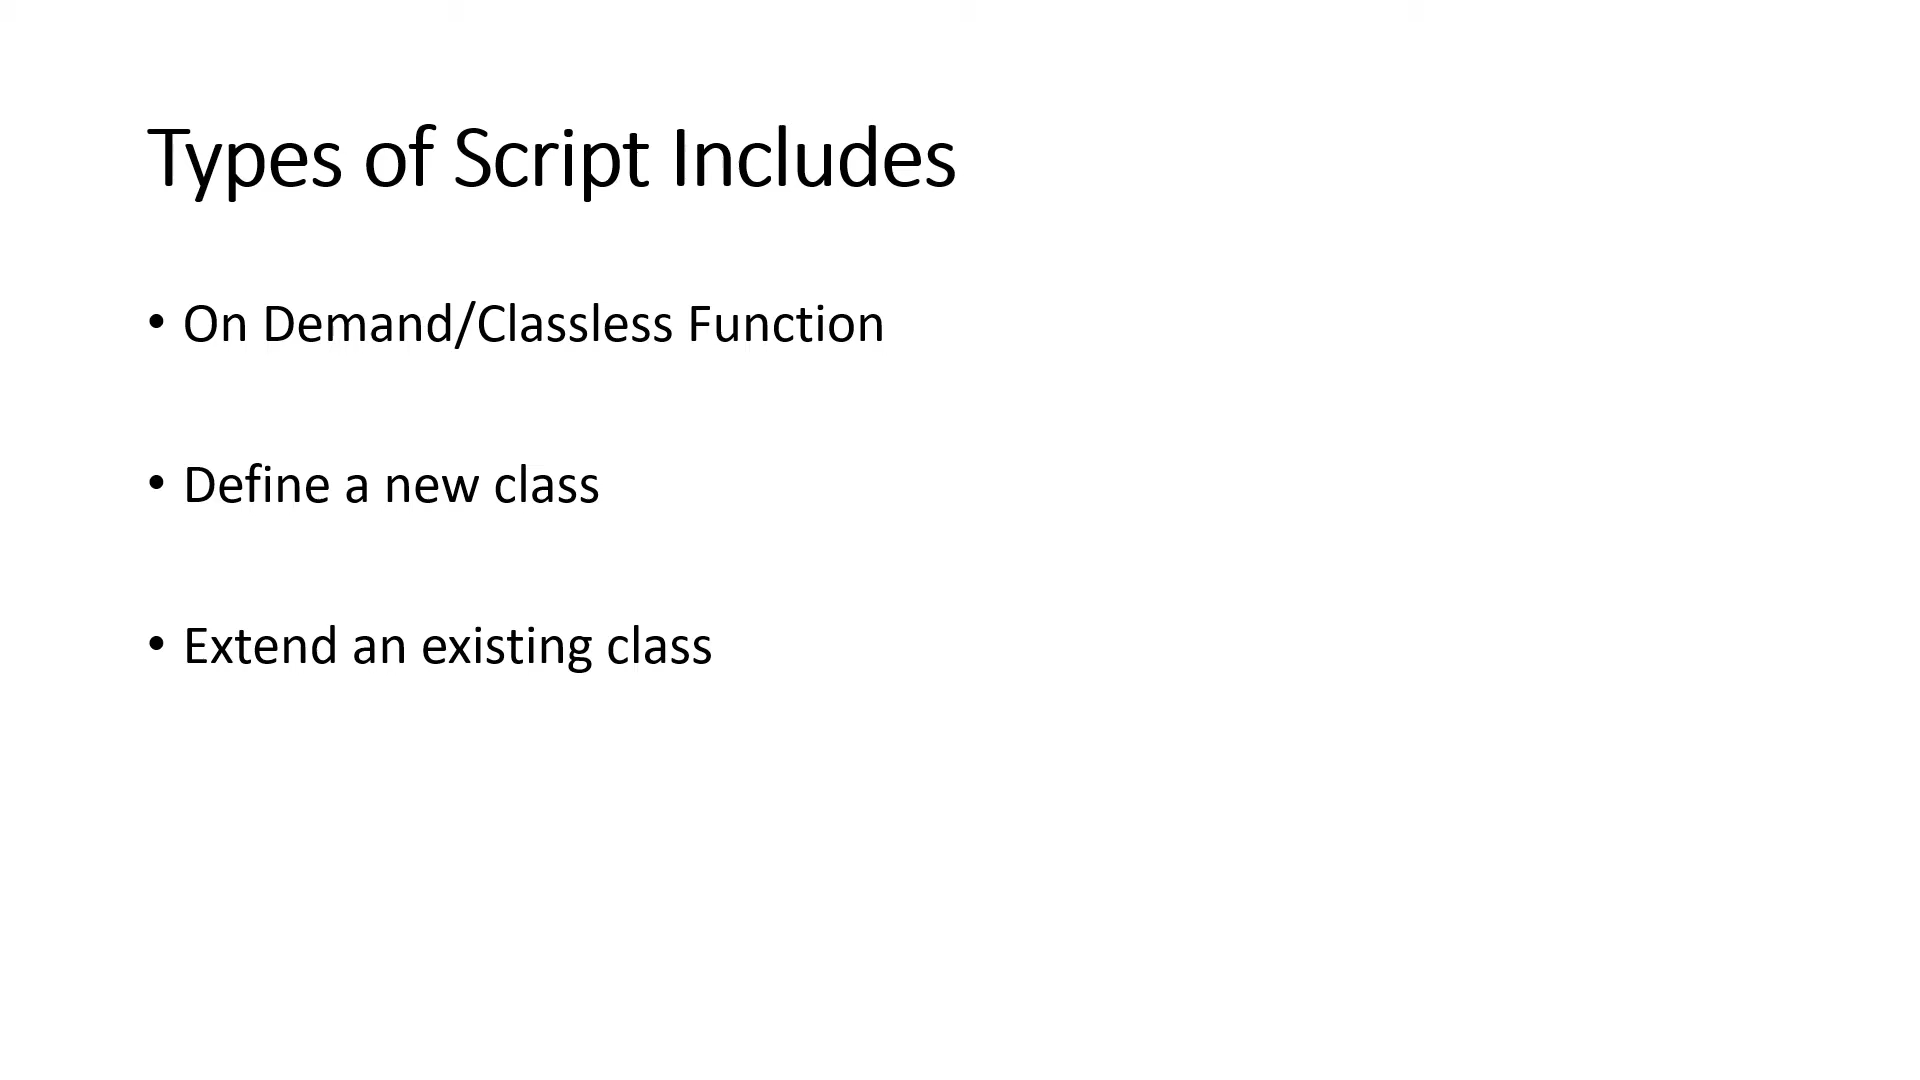 Types of Script Includes
• On Demand/Classless Function
• Define a new class
• Extend an existing class